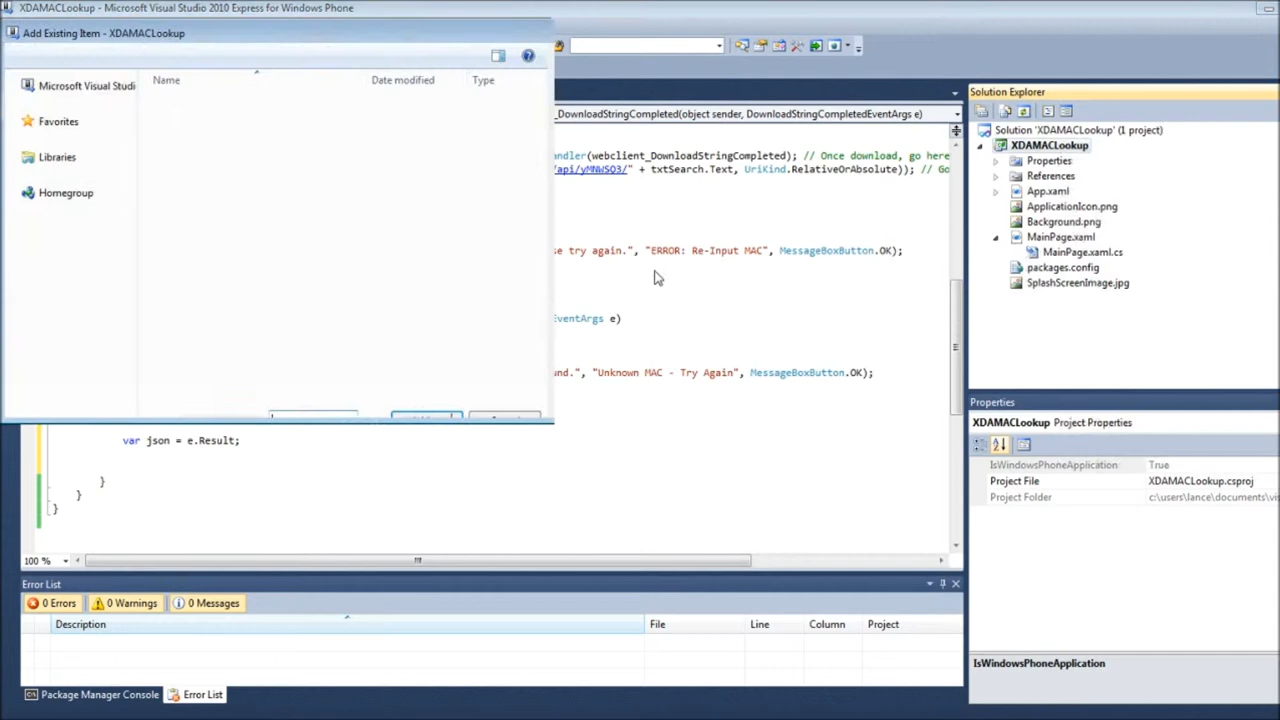 XDAMACLookup - Microsoft Visual Studio 2010 Express for Windows Phone
Add Existing Item - XDAMACLookup
Name Date modified Type
Microsoft Visual Studi
Favorites
Libraries
Homegroup
_DownloadStringCompleted(object sender, DownloadStringCompletedEventArgs e)
andler(webclient_DownloadStringCompleted); // Once download, go here
/api/yMNWSQ3/" + txtSearch.Text, UriKind.RelativeOrAbsolute)); // Go
se try again.", "ERROR: Re-Input MAC", MessageBoxButton.OK);
EventArgs e)
nd.", "Unknown MAC - Try Again", MessageBoxButton.OK);
var json = e.Result;
}
}
}
100 %
Error List
0 Errors 0 Warnings 0 Messages
Description File Line Column Project
Package Manager Console Error List
Solution Explorer
Solution 'XDAMACLookup' (1 project)
XDAMACLookup
Properties
References
App.xaml
ApplicationIcon.png
Background.png
MainPage.xaml
MainPage.xaml.cs
packages.config
SplashScreenImage.jpg
Properties
XDAMACLookup Project Properties
IsWindowsPhoneApplication True
Project File XDAMACLookup.csproj
Project Folder c:\users\lance\documents\vis
IsWindowsPhoneApplication